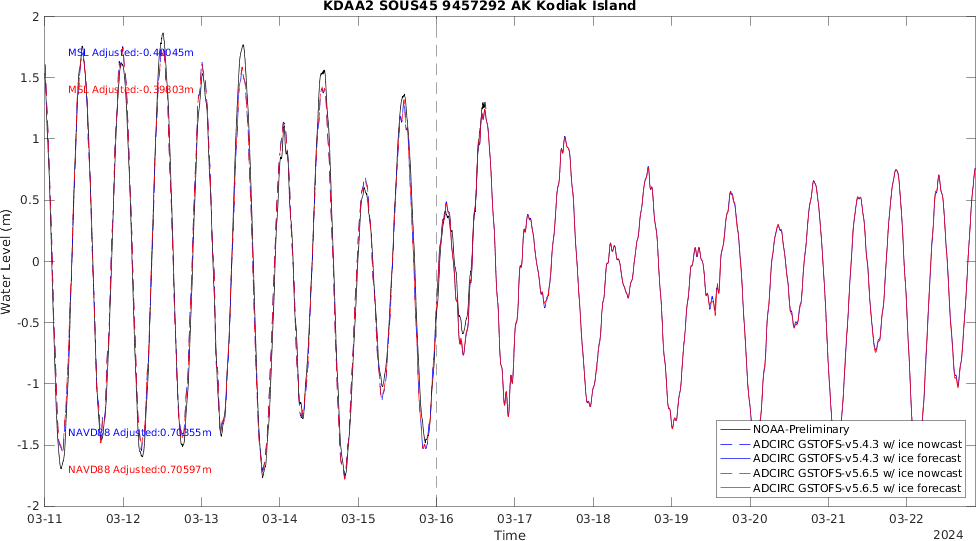 KDAA2 SOUS45 9457292 AK Kodiak Island
Water Level (m)
2
1.5
1
0.5
0
-0.5
-1
-1.5
-2
MSL Adjusted:-0.40045m
MSL Adjusted:-0.39803m
NAVD88 Adjusted:0.70355m
NAVD88 Adjusted:0.70597m
NOAA-Preliminary
ADCIRC GSTOFS-v5.4.3 w/ ice nowcast
ADCIRC GSTOFS-v5.4.3 w/ ice forecast
ADCIRC GSTOFS-v5.6.5 w/ ice nowcast
ADCIRC GSTOFS-v5.6.5 w/ ice forecast
03-11 03-12 03-13 03-14 03-15 03-16 03-17 03-18 03-19 03-20 03-21 03-22
Time
2024